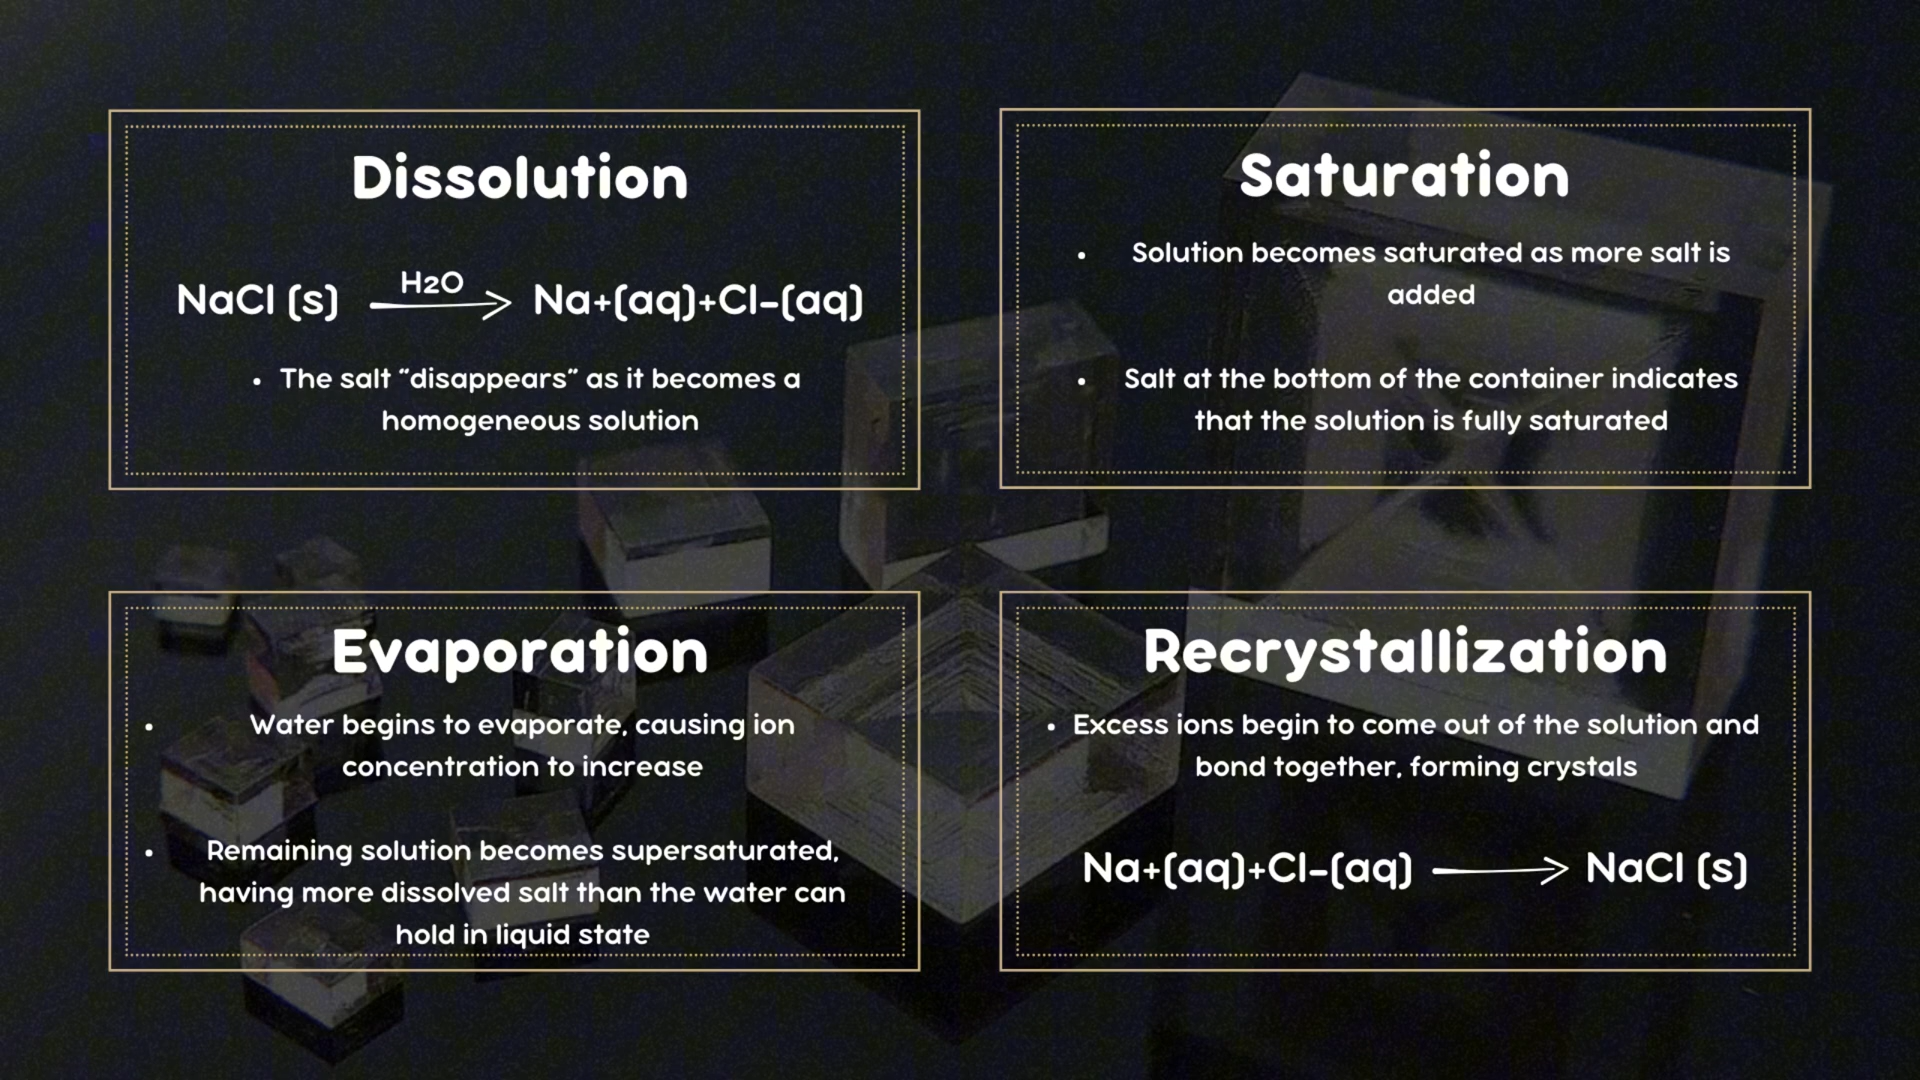 Dissolution
H2O
NaCl (s) Na+(aq)+Cl-(aq)
• The salt “disappears” as it becomes a
homogeneous solution
Saturation
• Solution becomes saturated as more salt is
added
• Salt at the bottom of the container indicates
that the solution is fully saturated
Evaporation
• Water begins to evaporate, causing ion
concentration to increase
• Remaining solution becomes supersaturated,
having more dissolved salt than the water can
hold in liquid state
Recrystallization
• Excess ions begin to come out of the solution and
bond together, forming crystals
Na+(aq)+Cl-(aq) NaCl (s)